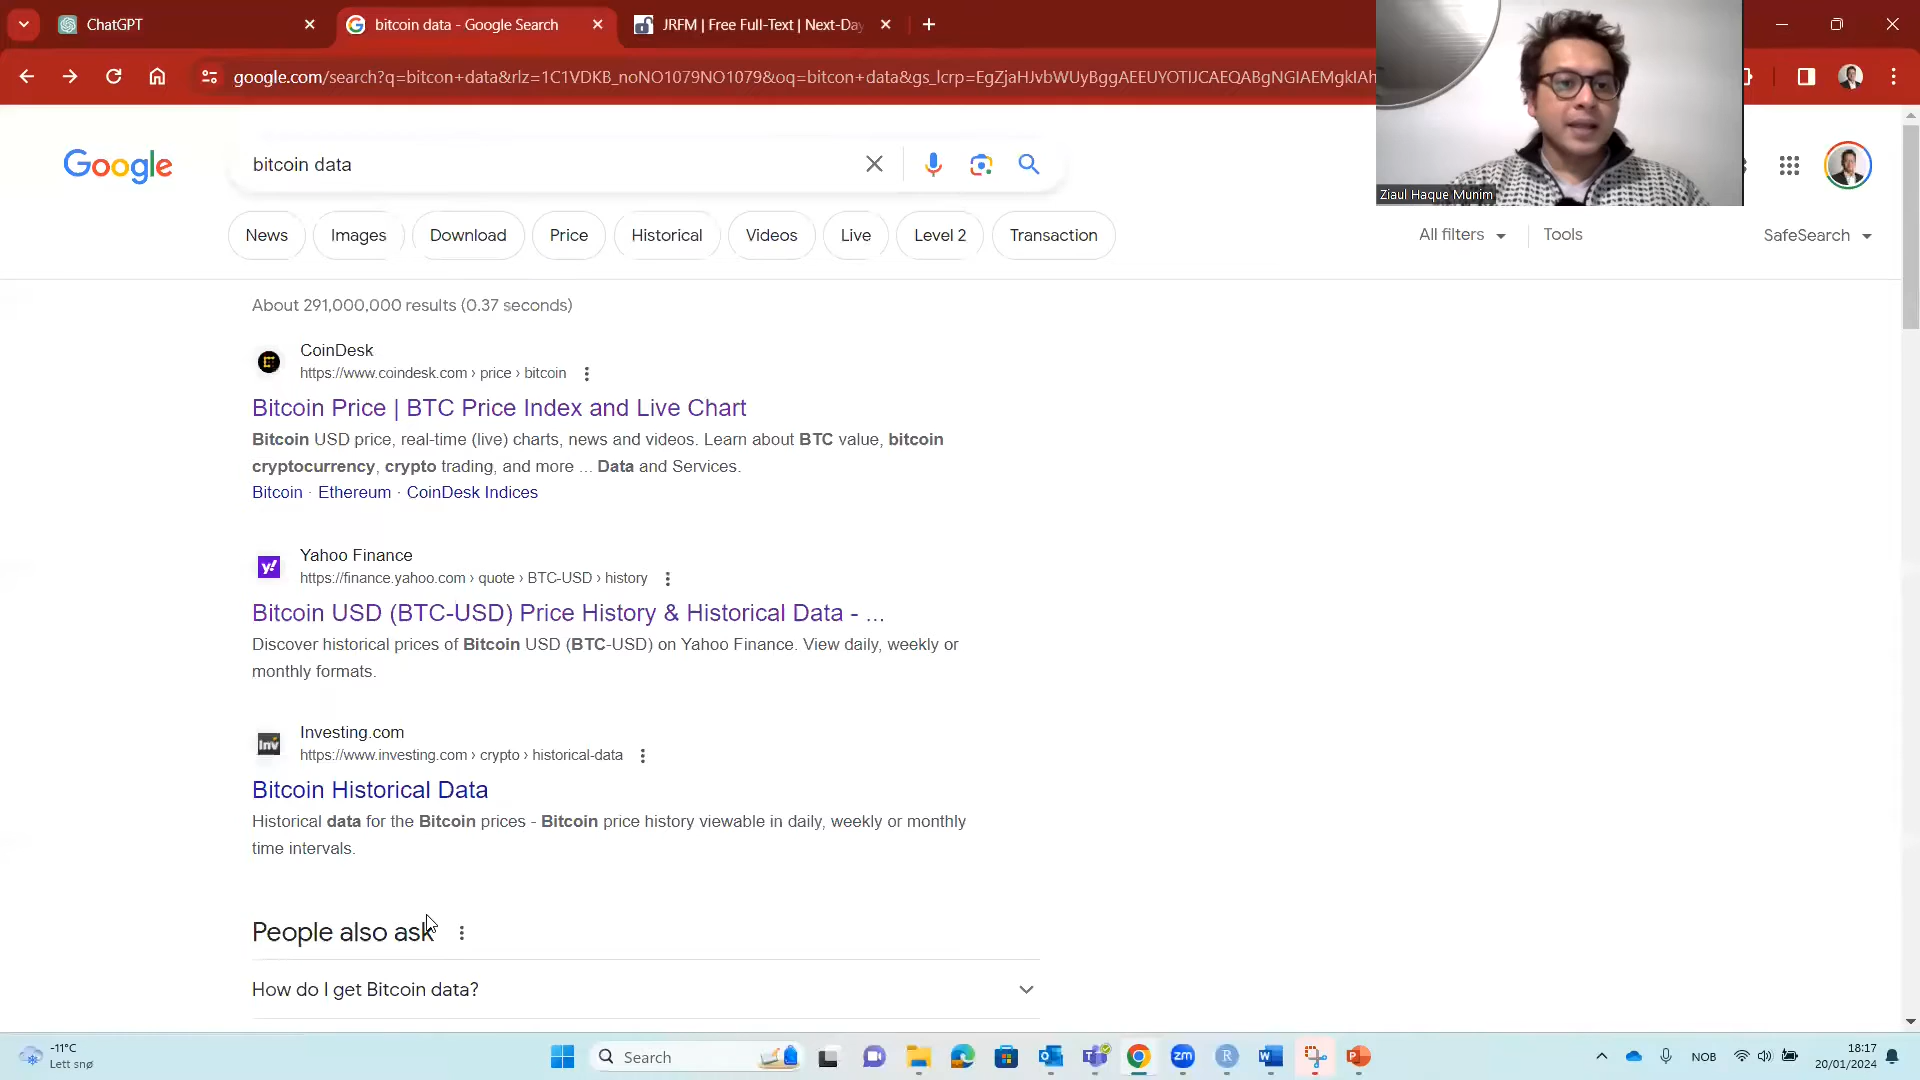 ChatGPT
bitcoin data - Google Search
JRFM | Free Full-Text | Next-Day
google.com/search?q=bitcon+data&rlz=1C1VDKB_noNO1079NO1079&oq=bitcon+data&gs_lcrp=EgZjaHJvbWUyBggAEEUYOTIJCAEQABgNGIAEMgkIAh
Google
bitcoin data
Ziaul Haque Munim
News
Images
Download
Price
Historical
Videos
Live
Level 2
Transaction
All filters
Tools
SafeSearch
About 291,000,000 results (0.37 seconds)
CoinDesk
https://www.coindesk.com › price › bitcoin
Bitcoin Price | BTC Price Index and Live Chart
Bitcoin USD price, real-time (live) charts, news and videos. Learn about BTC value, bitcoin
cryptocurrency, crypto trading, and more ... Data and Services.
Bitcoin · Ethereum · CoinDesk Indices
y!
Yahoo Finance
https://finance.yahoo.com › quote › BTC-USD › history
Bitcoin USD (BTC-USD) Price History & Historical Data - ...
Discover historical prices of Bitcoin USD (BTC-USD) on Yahoo Finance. View daily, weekly or
monthly formats.
Inv
Investing.com
https://www.investing.com › crypto › historical-data
Bitcoin Historical Data
Historical data for the Bitcoin prices - Bitcoin price history viewable in daily, weekly or monthly
time intervals.
People also ask
How do I get Bitcoin data?
-11°C
Lett snø
Search
zm
R
NOB
18:17
20/01/2024